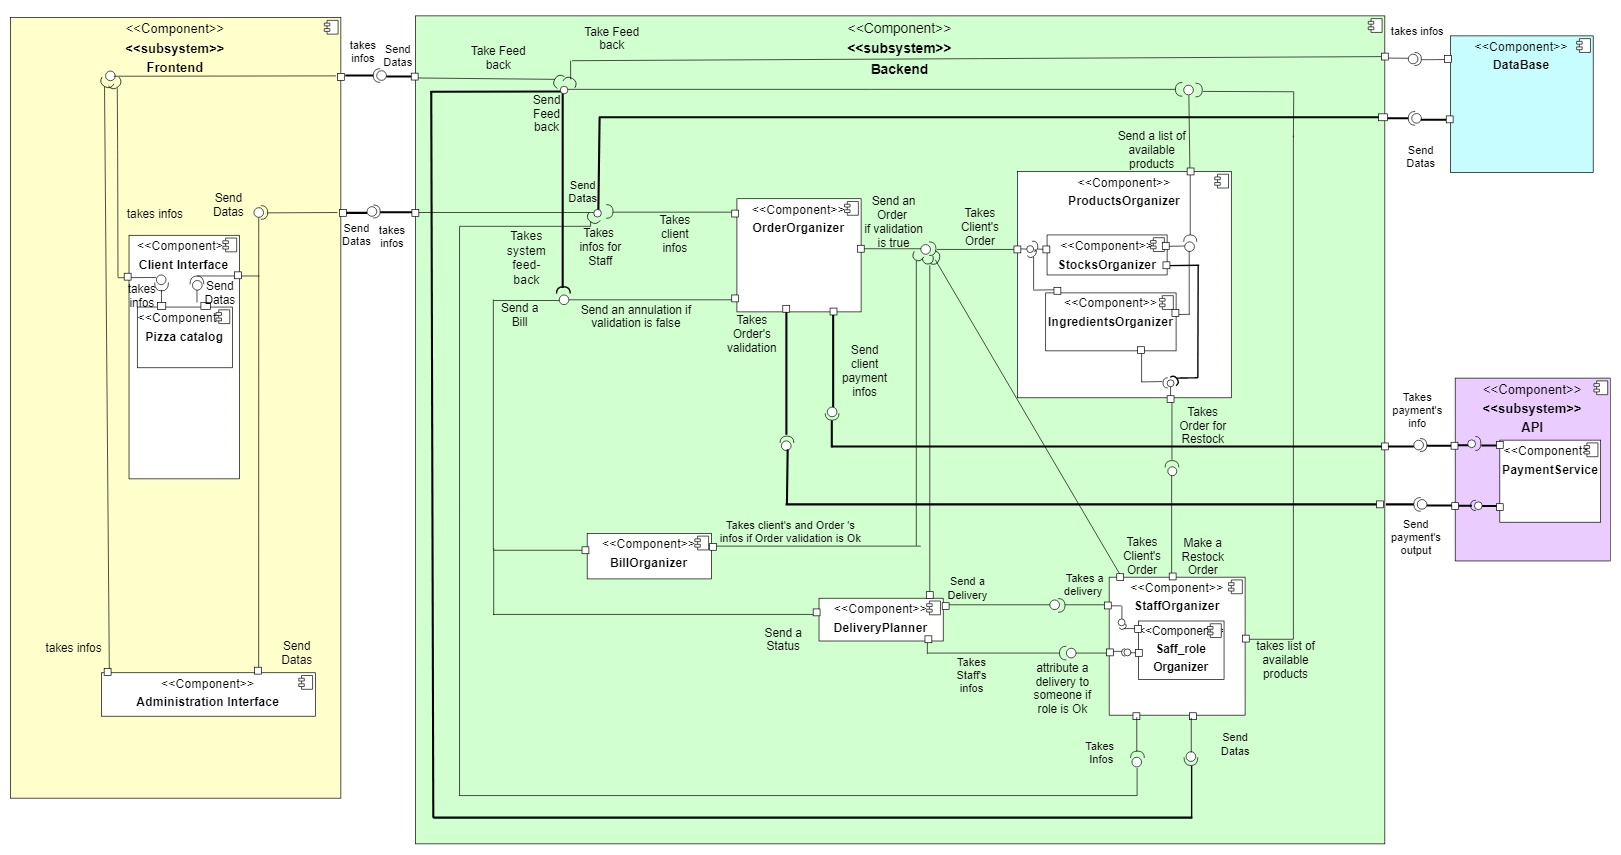 <<Component>>
<<subsystem>>
Frontend
takes infos
Send
Datas
<<Component>>
Client Interface
takes
infos
Send
Datas
<<Component
Pizza catalog
takes infos
Send
Datas
<<Component>>
Administration Interface
takes
infos
Send
Datas
Send
Datas
takes
infos
<<Component>>
<<subsystem>>
Backend
Take Feed
back
Take Feed
back
Send
Feed
back
Send
Datas
Takes
infos for
Staff
Takes
system
feed-
back
Takes
client
infos
Send a
Bill
Send an annulation if
validation is false
<<Component>>
OrderOrganizer
Send an
Order
if validation
is true
Takes
Client's
Order
Takes
Order's
validation
Send
client
payment
infos
Send a list of
available
products
<<Component>>
ProductsOrganizer
<<Component>>
StocksOrganizer
<<Component>>
IngredientsOrganizer
Takes
Order for
Restock
Takes client's and Order 's
infos if Order validation is Ok
<<Component>>
BillOrganizer
<<Component>>
DeliveryPlanner
Send a
Status
Send a
Delivery
Takes a
delivery
Takes
Staff's
infos
attribute a
delivery to
someone if
role is Ok
Takes
Client's
Order
Make a
Restock
Order
<<Component>>
StaffOrganizer
<<Component
Saff_role
Organizer
takes list of
available
products
Takes
Infos
Send
Datas
takes infos
Send
Datas
<<Component>>
DataBase
Takes
payment's
info
Send
payment's
output
<<Component>>
<<subsystem>>
API
<<Component
PaymentService